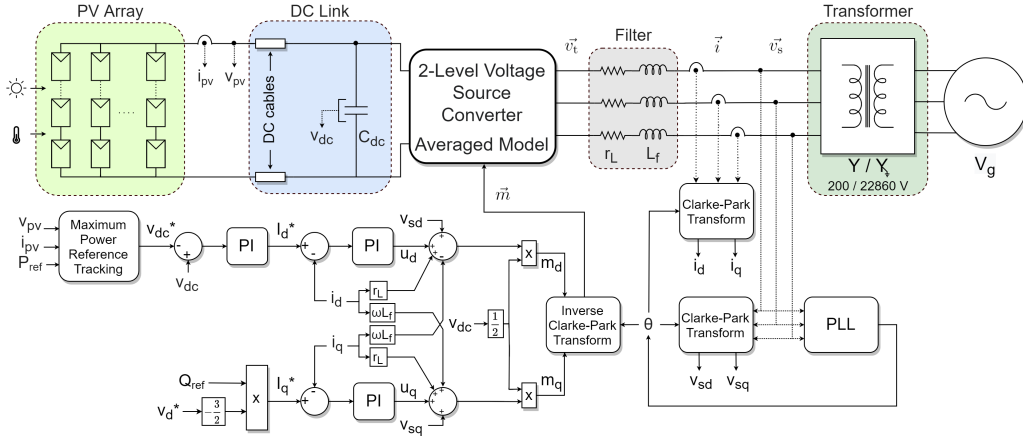 PV Array
DC Link
Filter
Transformer
i_pv
v_pv
DC cables
v_dc
C_dc
2-Level Voltage
Source
Converter
Averaged Model
v⃗_t
i⃗
v⃗_s
r_L
L_f
Y / Y
200 / 22860 V
V_g
m⃗
Clarke-Park
Transform
i_d
i_q
v_pv
i_pv
P_ref
Maximum
Power
Reference
Tracking
v_dc*
-
+
v_dc
PI
I_d*
+
-
PI
u_d
v_sd
+
+
-
+
x
m_d
i_d
r_L
ωL_f
ωL_f
r_L
i_q
v_dc
1/2
Inverse
Clarke-Park
Transform
θ
Clarke-Park
Transform
v_sd
v_sq
PLL
Q_ref
v_d*
-3/2
x
I_q*
-
+
PI
u_q
+
+
+
+
v_sq
x
m_q